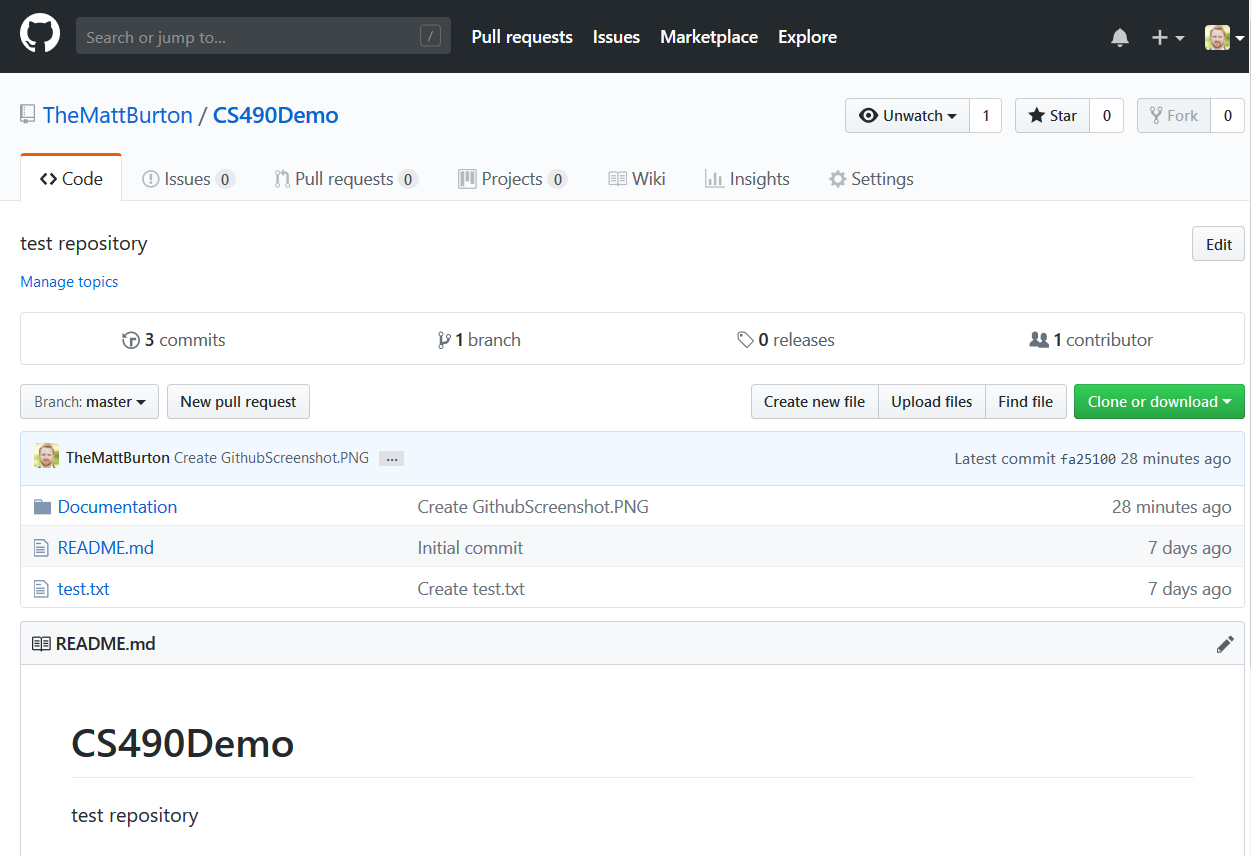 Search or jump to... / Pull requests Issues Marketplace Explore
TheMattBurton / CS490Demo Unwatch 1 Star 0 Fork 0
Code Issues 0 Pull requests 0 Projects 0 Wiki Insights Settings
test repository Edit
Manage topics
3 commits 1 branch 0 releases 1 contributor
Branch: master New pull request Create new file Upload files Find file Clone or download
TheMattBurton Create GithubScreenshot.PNG ... Latest commit fa25100 28 minutes ago
Documentation Create GithubScreenshot.PNG 28 minutes ago
README.md Initial commit 7 days ago
test.txt Create test.txt 7 days ago
README.md
CS490Demo
test repository